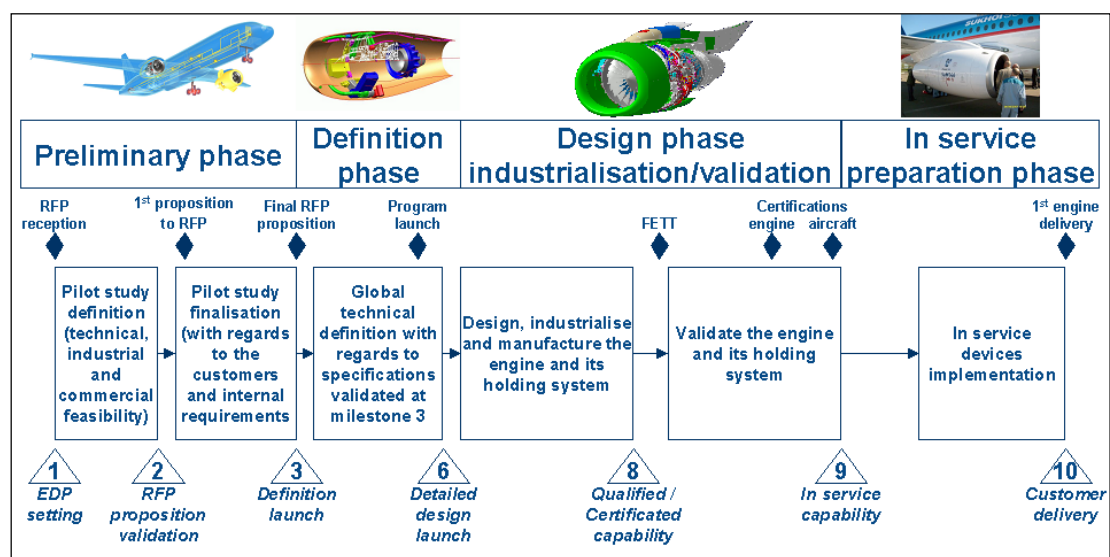 SUKHOI
Preliminary phase
Definition
phase
Design phase
industrialisation/validation
In service
preparation phase
RFP
reception
1st proposition
to RFP
Final RFP
proposition
Program
launch
FETT
Certifications
engine
aircraft
1st engine
delivery
Pilot study
definition
(technical,
industrial
and
commercial
feasibility)
Pilot study
finalisation
(with regards
to the
customers
and internal
requirements
Global
technical
definition with
regards to
specifications
validated at
milestone 3
Design, industrialise
and manufacture the
engine and its
holding system
Validate the engine
and its holding
system
In service
devices
implementation
1
EDP
setting
2
RFP
proposition
validation
3
Definition
launch
6
Detailed
design
launch
8
Qualified /
Certificated
capability
9
In service
capability
10
Customer
delivery